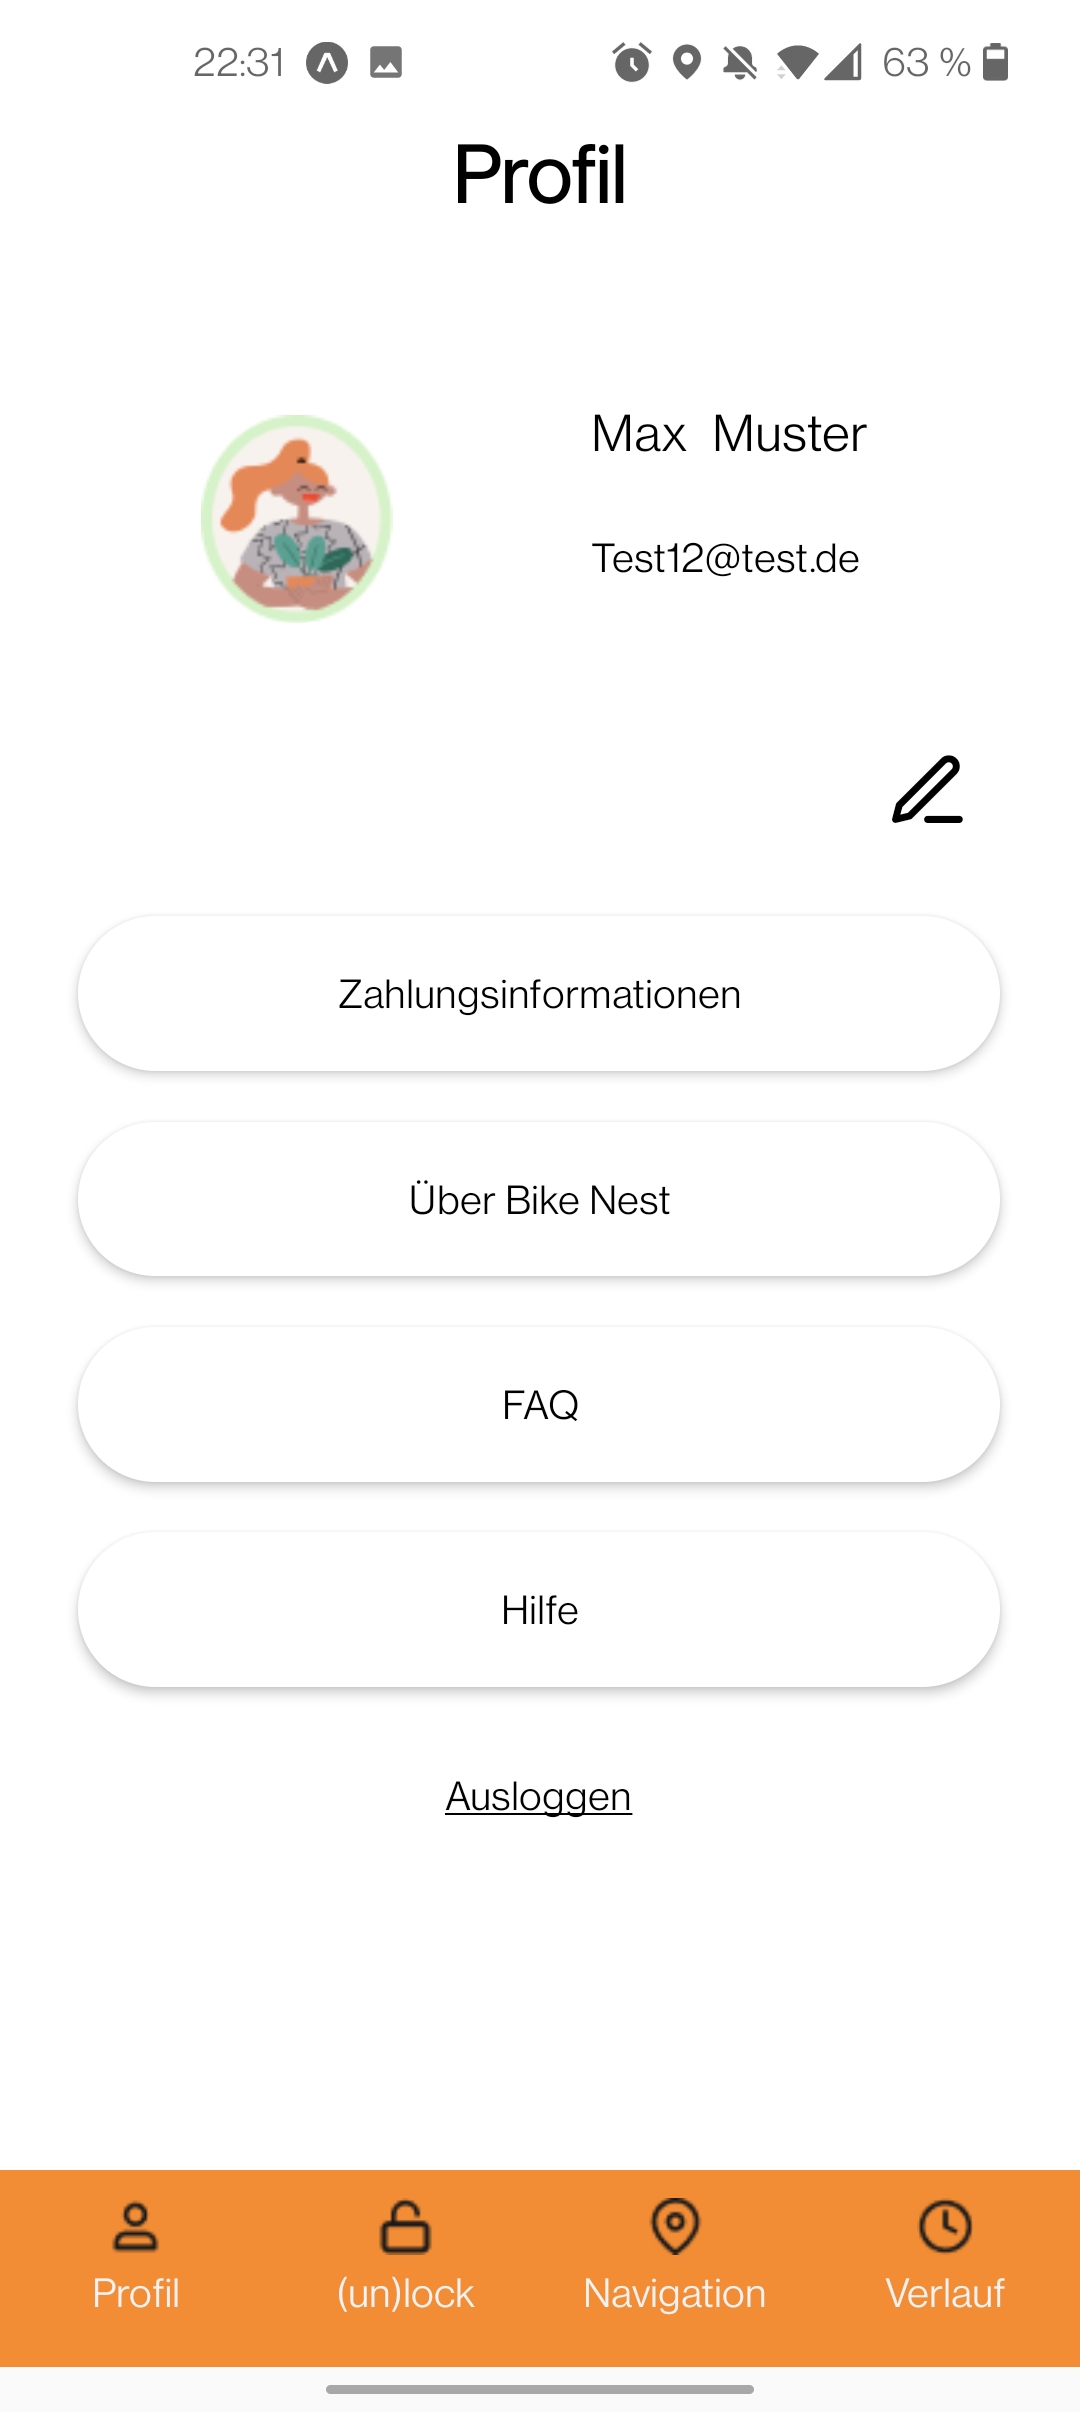 22:31 63 %
Profil
Max Muster
Test12@test.de
Zahlungsinformationen
Über Bike Nest
FAQ
Hilfe
Ausloggen
Profil (un)lock Navigation Verlauf